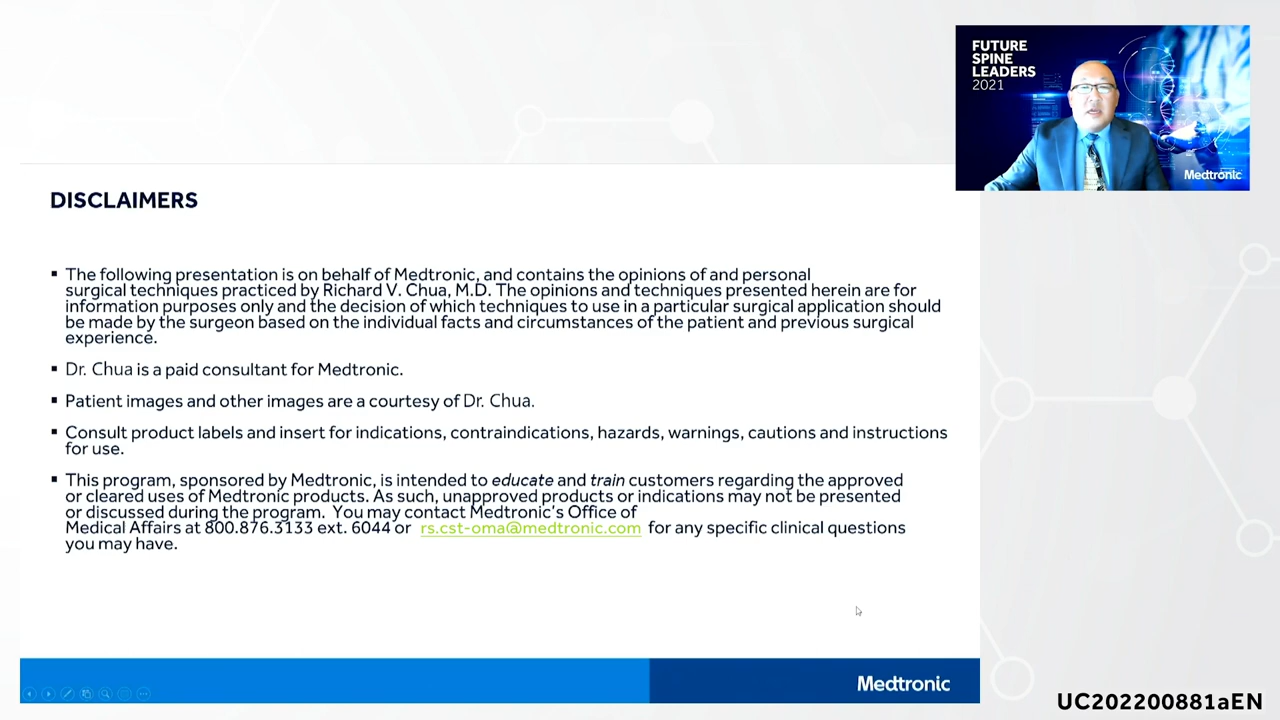 FUTURE
SPINE
LEADERS
2021
Medtronic
DISCLAIMERS
▪ The following presentation is on behalf of Medtronic, and contains the opinions of and personal
surgical techniques practiced by Richard V. Chua, M.D. The opinions and techniques presented herein are for
information purposes only and the decision of which techniques to use in a particular surgical application should
be made by the surgeon based on the individual facts and circumstances of the patient and previous surgical
experience.
▪ Dr. Chua is a paid consultant for Medtronic.
▪ Patient images and other images are a courtesy of Dr. Chua.
▪ Consult product labels and insert for indications, contraindications, hazards, warnings, cautions and instructions
for use.
▪ This program, sponsored by Medtronic, is intended to educate and train customers regarding the approved
or cleared uses of Medtronic products. As such, unapproved products or indications may not be presented
or discussed during the program. You may contact Medtronic's Office of
Medical Affairs at 800.876.3133 ext. 6044 or rs.cst-oma@medtronic.com for any specific clinical questions
you may have.
Medtronic
UC202200881aEN